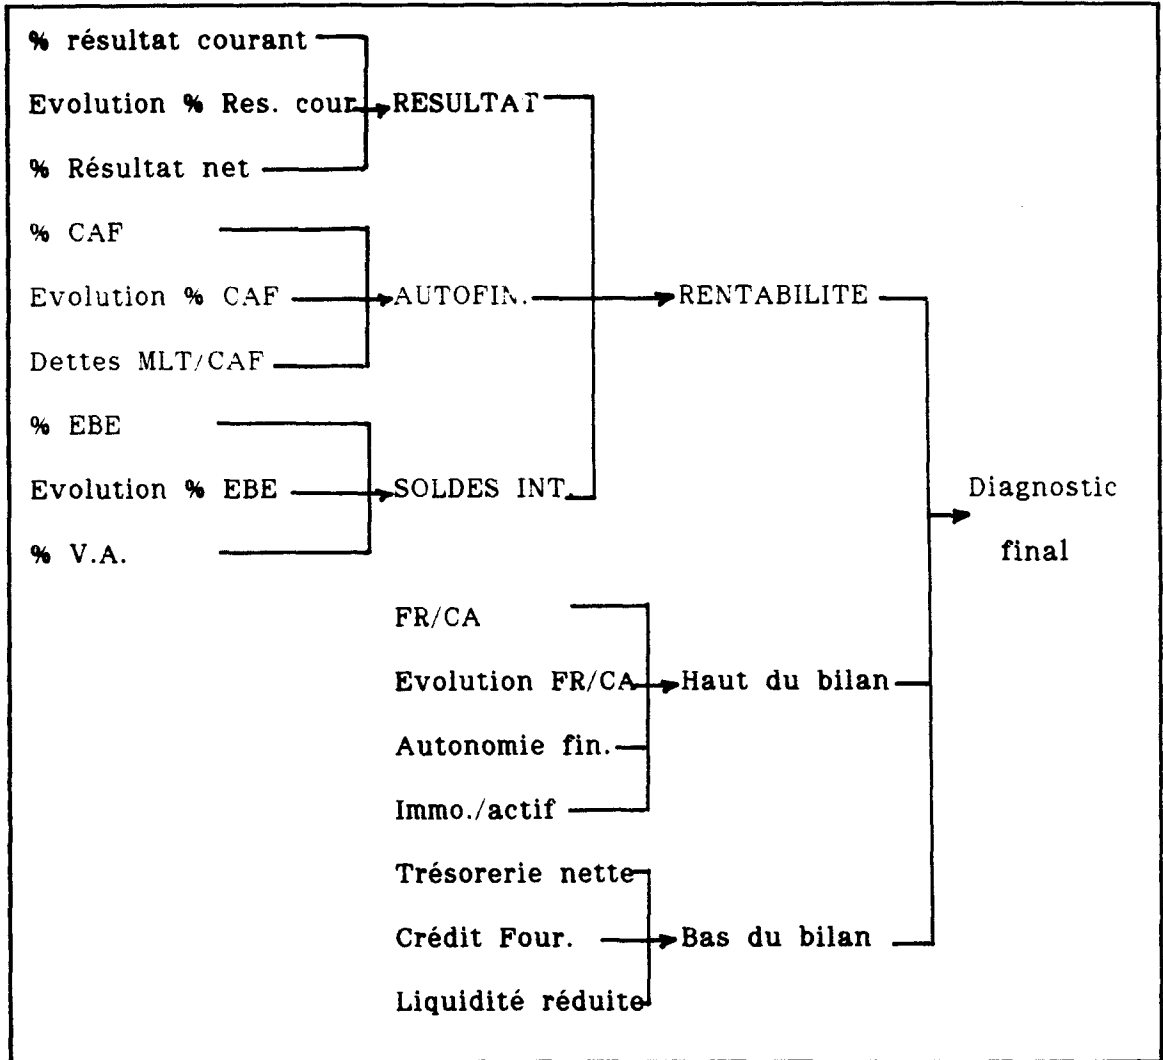 % résultat courant
Evolution % Res. cour RESULTAT
% Résultat net
% CAF
Evolution % CAF AUTOFIN. RENTABILITE
Dettes MLT/CAF
% EBE
Evolution % EBE SOLDES INT. Diagnostic
% V.A. final
FR/CA
Evolution FR/CA Haut du bilan
Autonomie fin.
Immo./actif
Trésorerie nette
Crédit Four. Bas du bilan
Liquidité réduite